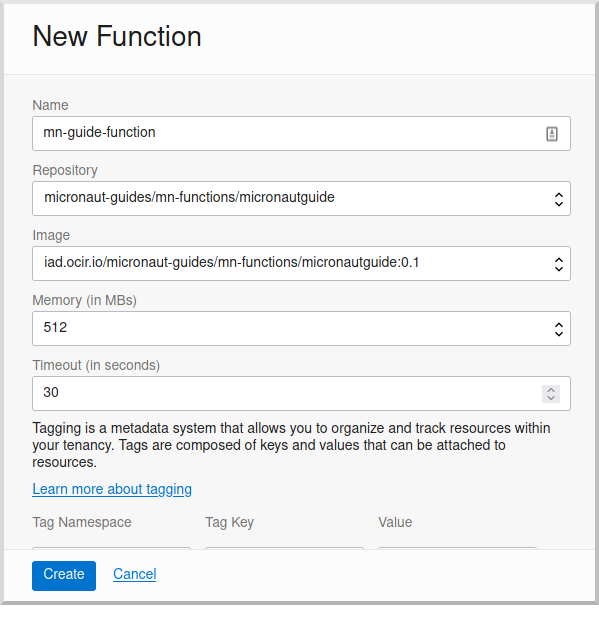 New Function
Name
mn-guide-function
Repository
micronaut-guides/mn-functions/micronautguide
Image
iad.ocir.io/micronaut-guides/mn-functions/micronautguide:0.1
Memory (in MBs)
512
Timeout (in seconds)
30
Tagging is a metadata system that allows you to organize and track resources within
your tenancy. Tags are composed of keys and values that can be attached to
resources.
Learn more about tagging
Tag Namespace Tag Key Value
Create Cancel